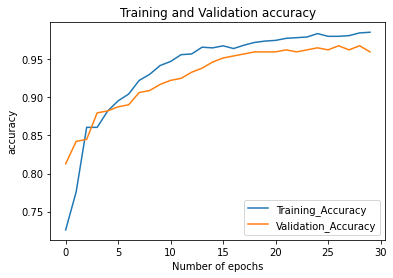 Training and Validation accuracy
accuracy
0.95
0.90
0.85
0.80
0.75
0 5 10 15 20 25 30
Number of epochs
Training_Accuracy
Validation_Accuracy